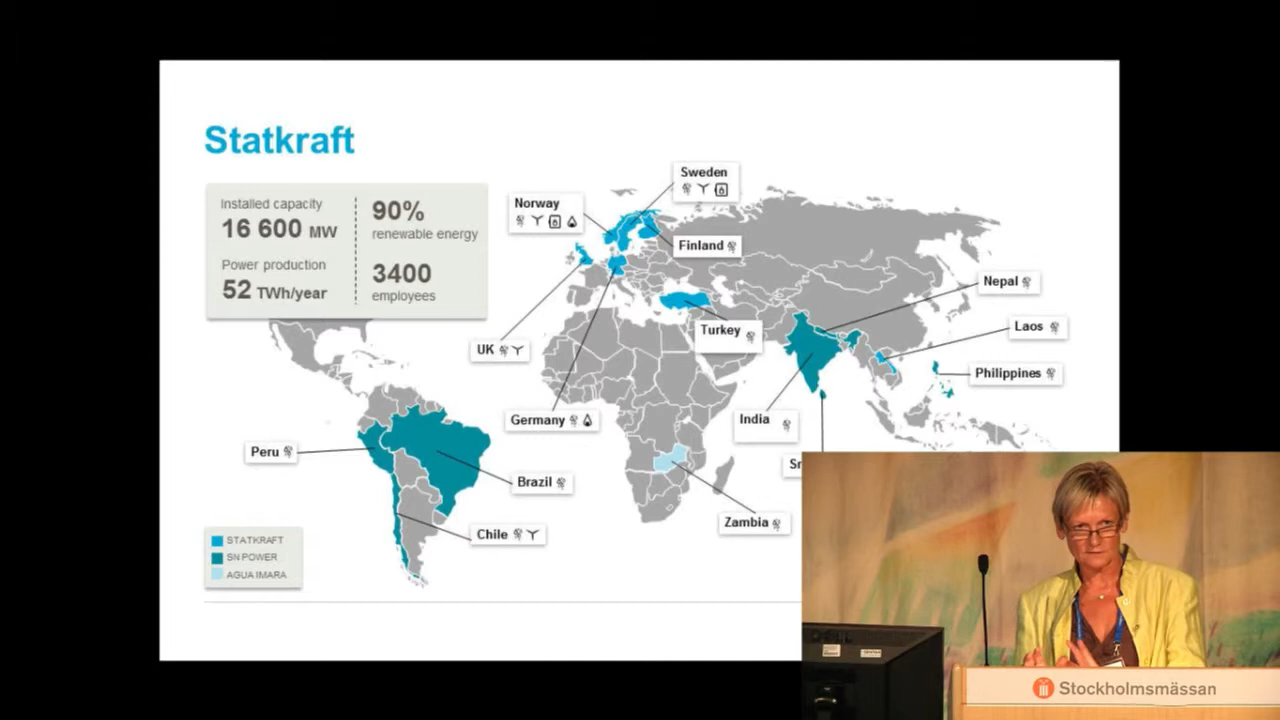 Statkraft
Installed capacity
16 600 MW
Power production
52 TWh/year
90%
renewable energy
3400
employees
Sweden
Norway
Finland
Nepal
Laos
Turkey
UK
Philippines
Germany
India
Peru
Brazil
Zambia
Chile
STATKRAFT
SN POWER
AGUA IMARA
DELL
Stockholmsmässan